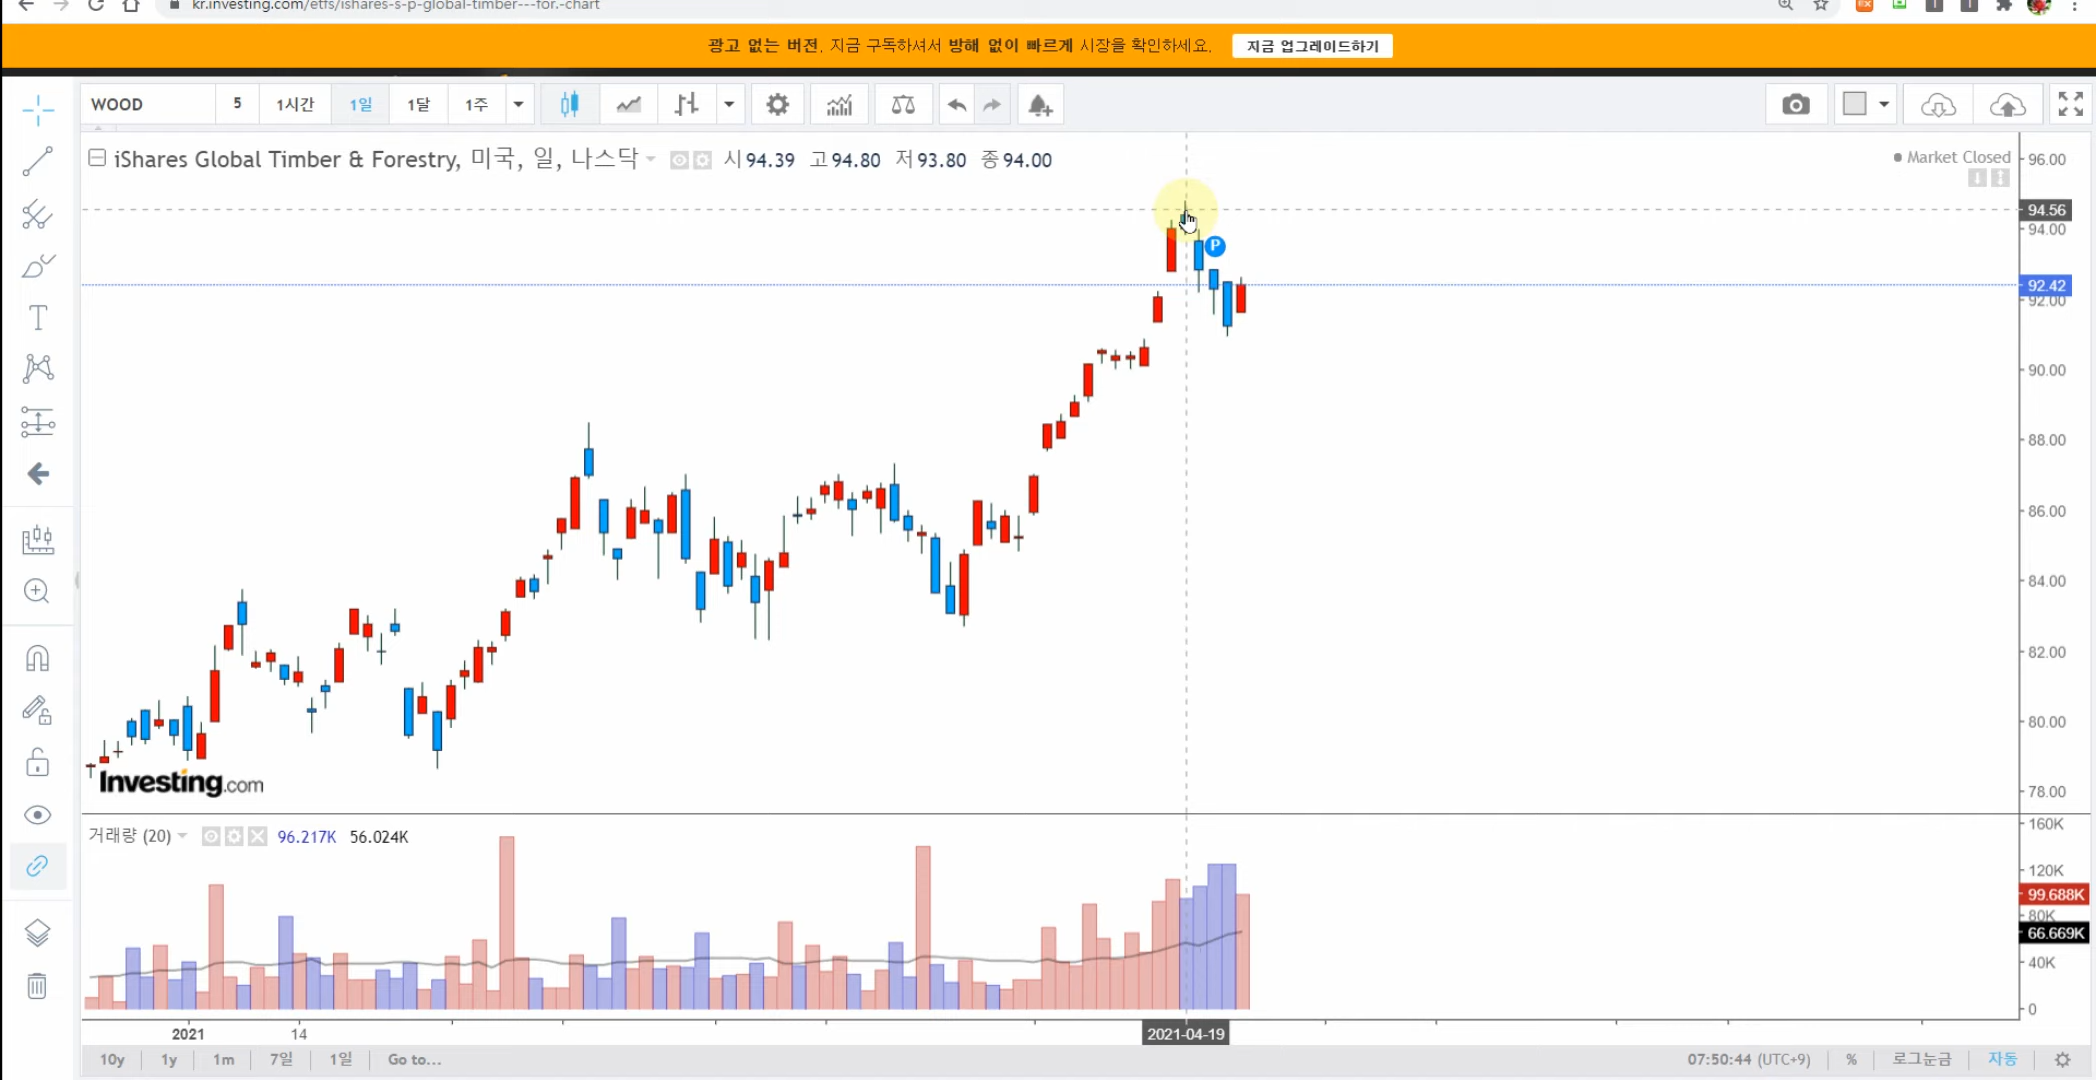 kr.investing.com/etfs/ishares-s-p-global-timber---for.-chart
광고 없는 버전. 지금 구독하셔서 방해 없이 빠르게 시장을 확인하세요. 지금 업그레이드하기
WOOD 5 1시간 1일 1달 1주
iShares Global Timber & Forestry, 미국, 일, 나스닥 시94.39 고94.80 저93.80 종94.00
Market Closed
96.00
94.56
94.00
P
92.42
92.00
90.00
88.00
86.00
84.00
82.00
80.00
78.00
Investing.com
거래량 (20) 96.217K 56.024K
160K
120K
99.688K
80K
66.669K
40K
0
2021 14 2021-04-19
10y 1y 1m 7일 1일 Go to... 07:50:44 (UTC+9) % 로그눈금 자동